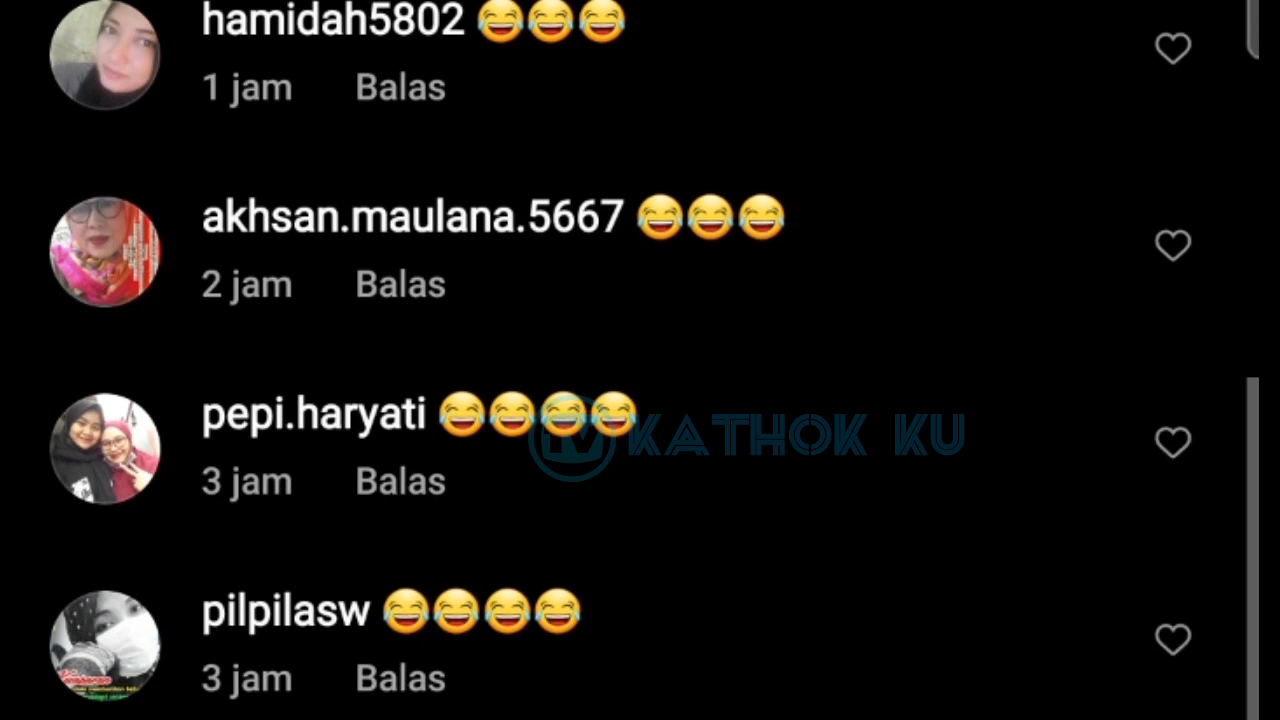 hamidah5802 😂😂😂
1 jam Balas
akhsan.maulana.5667 😂😂😂
2 jam Balas
pepi.haryati 😂😂😂😂
KATHOK KU
3 jam Balas
pilpilasw 😂😂😂😂
3 jam Balas